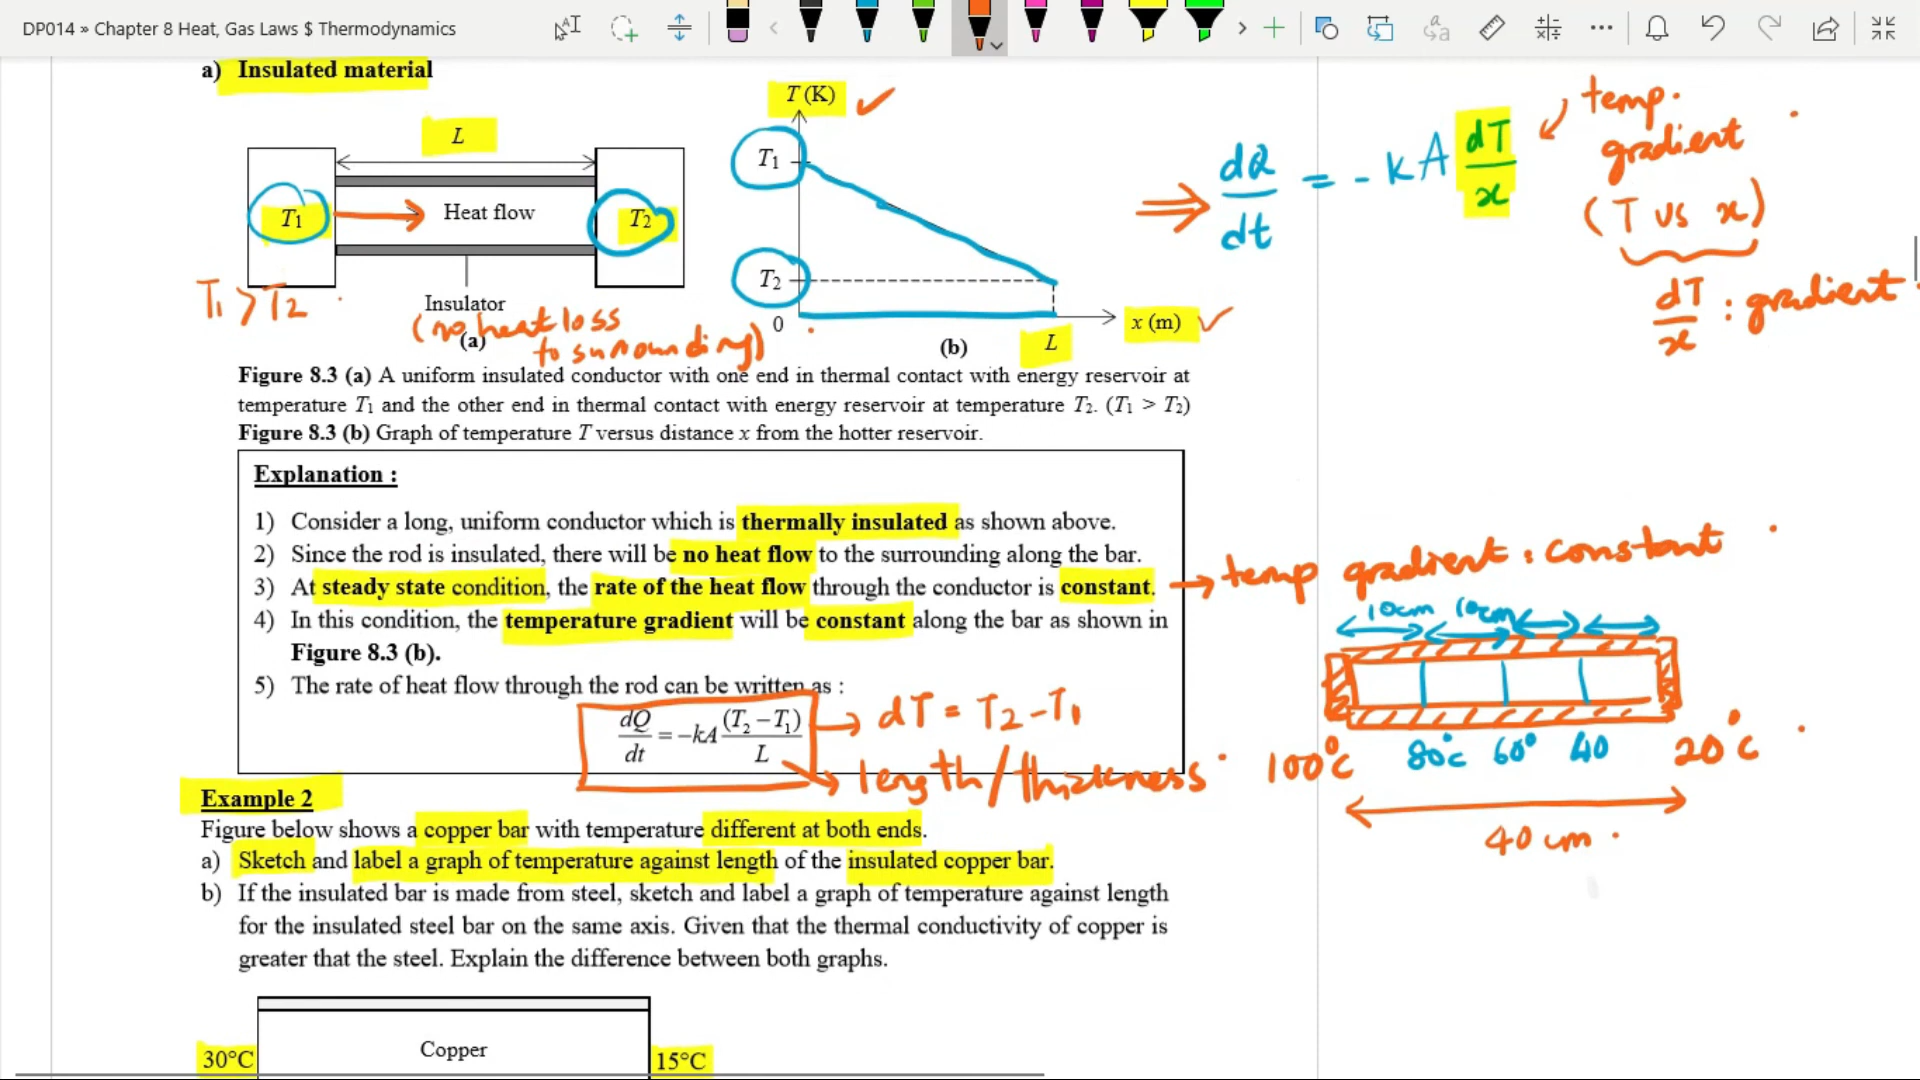 DP014 » Chapter 8 Heat, Gas Laws $ Thermodynamics
a) Insulated material
L
T1
Heat flow
T2
T1 > T2
Insulator
(no heat loss
to surrounding)
(a)
T (K)
T1
T2
0
x (m)
L
(b)
dQ/dt = - kA dT/x
temp.
gradient
(T vs x)
dT/x : gradient
Figure 8.3 (a) A uniform insulated conductor with one end in thermal contact with energy reservoir at
temperature T1 and the other end in thermal contact with energy reservoir at temperature T2. (T1 > T2)
Figure 8.3 (b) Graph of temperature T versus distance x from the hotter reservoir.
Explanation :
1) Consider a long, uniform conductor which is thermally insulated as shown above.
2) Since the rod is insulated, there will be no heat flow to the surrounding along the bar.
3) At steady state condition, the rate of the heat flow through the conductor is constant.
→ temp gradient : constant
4) In this condition, the temperature gradient will be constant along the bar as shown in
Figure 8.3 (b).
5) The rate of heat flow through the rod can be written as :
dQ/dt = -kA (T2 - T1)/L
→ dT = T2 - T1
→ length/thickness
10cm 10cm
100°C 80°C 60° 40 20°C
40 cm
Example 2
Figure below shows a copper bar with temperature different at both ends.
a) Sketch and label a graph of temperature against length of the insulated copper bar.
b) If the insulated bar is made from steel, sketch and label a graph of temperature against length
for the insulated steel bar on the same axis. Given that the thermal conductivity of copper is
greater that the steel. Explain the difference between both graphs.
30°C
Copper
15°C